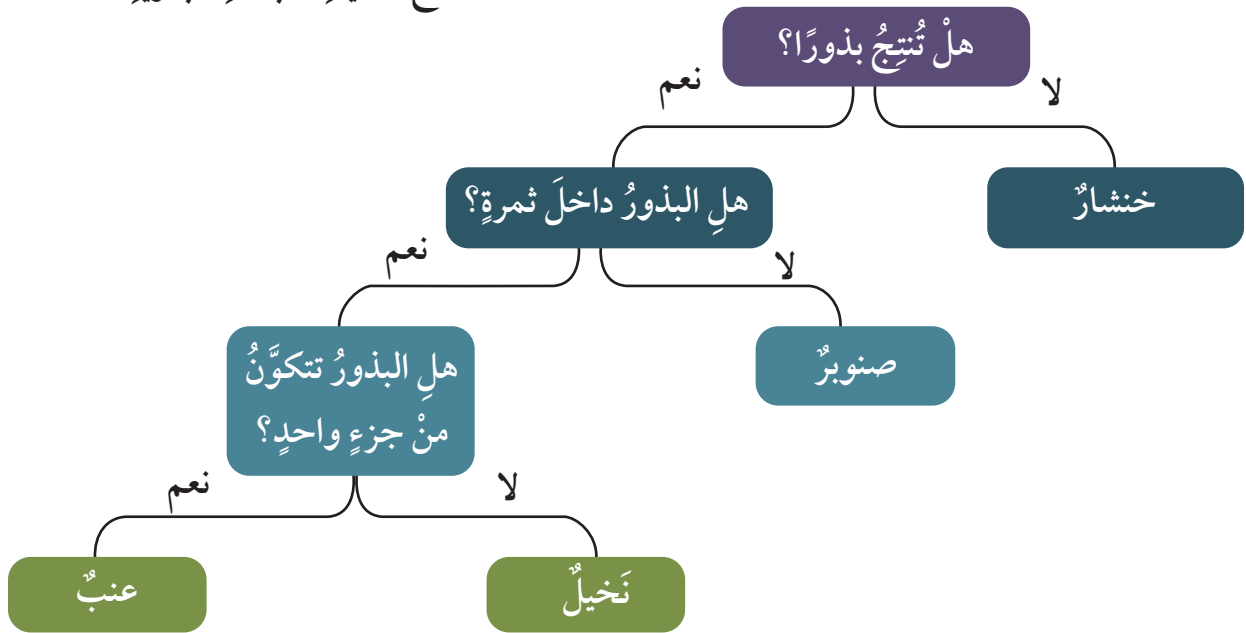 هلْ تُنتِجُ بذورًا؟
لا
نعم
خنشارٌ
هلِ البذورُ داخلَ ثمرةٍ؟
لا
نعم
صنوبرٌ
هلِ البذورُ تتكوَّنُ
منْ جزءٍ واحدٍ؟
لا
نعم
نَخيلٌ
عنبٌ